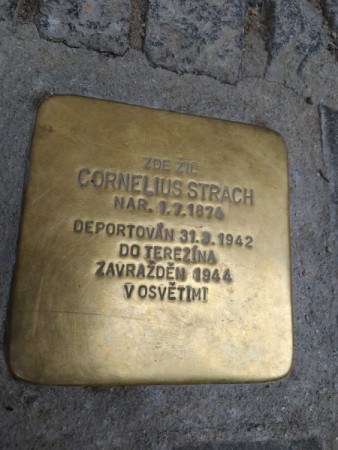 ZDE ŽIL
CORNELIUS STRACH
NAR. 1.7.1874
DEPORTOVÁN 31.3.1942
DO TEREZÍNA
ZAVRAŽDĚN 1944
V OSVĚTIMI